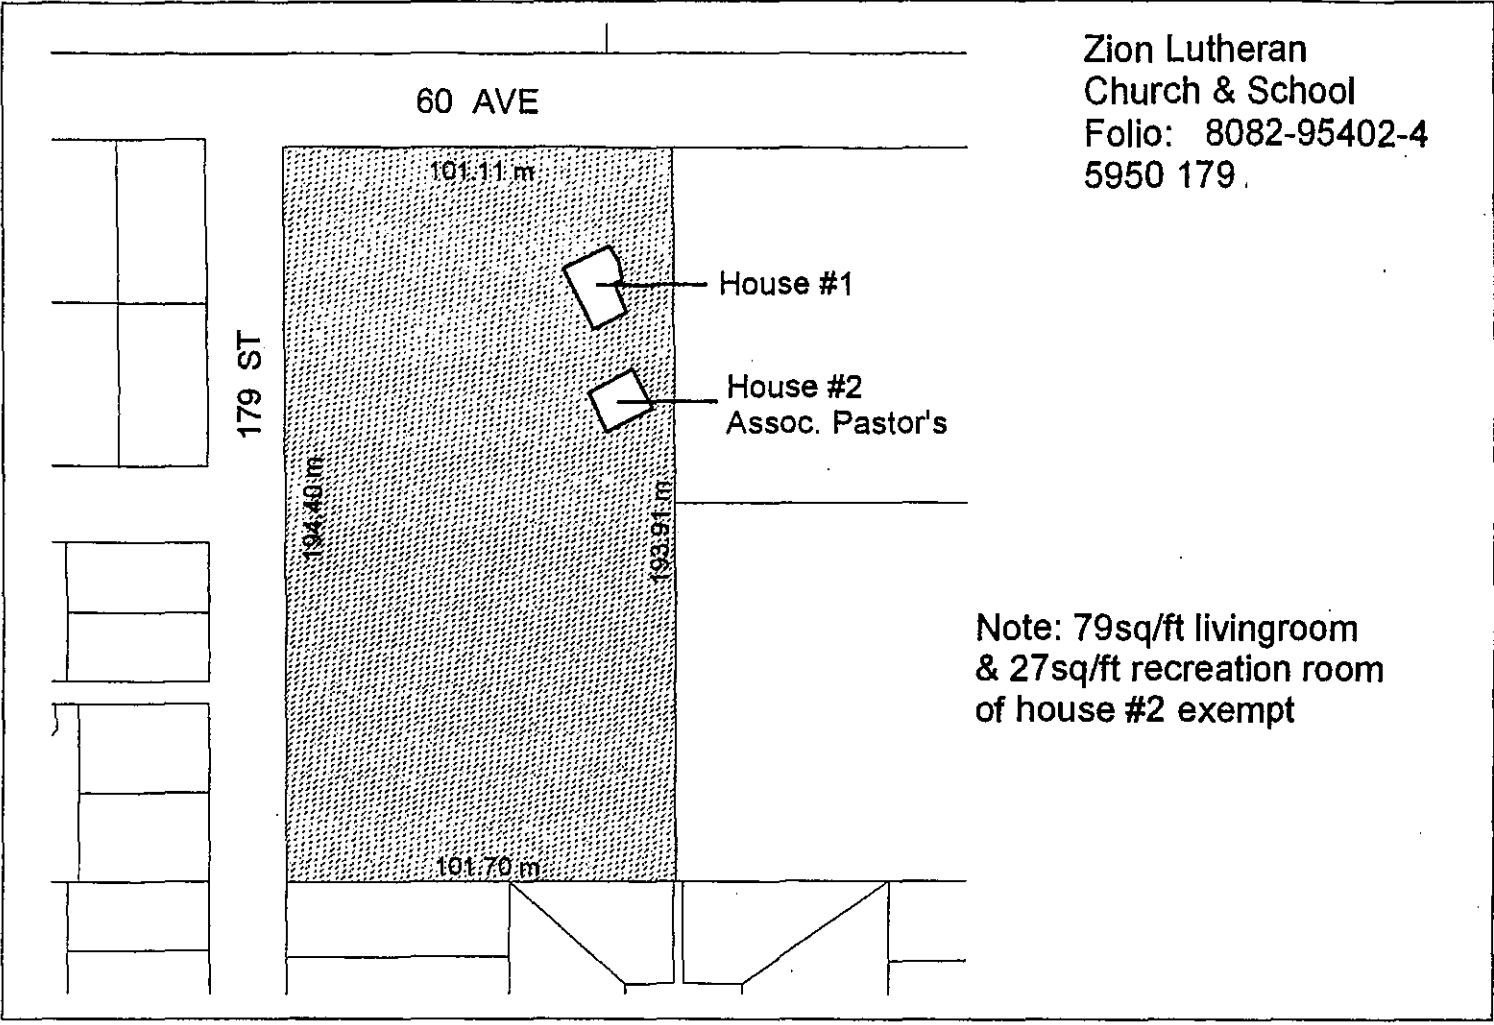 Zion Lutheran
Church & School
Folio: 8082-95402-4
5950 179
60 AVE
101.11 m
House #1
179 ST
House #2
Assoc. Pastor's
194.40 m
193.91 m
Note: 79sq/ft livingroom
& 27sq/ft recreation room
of house #2 exempt
101.70 m